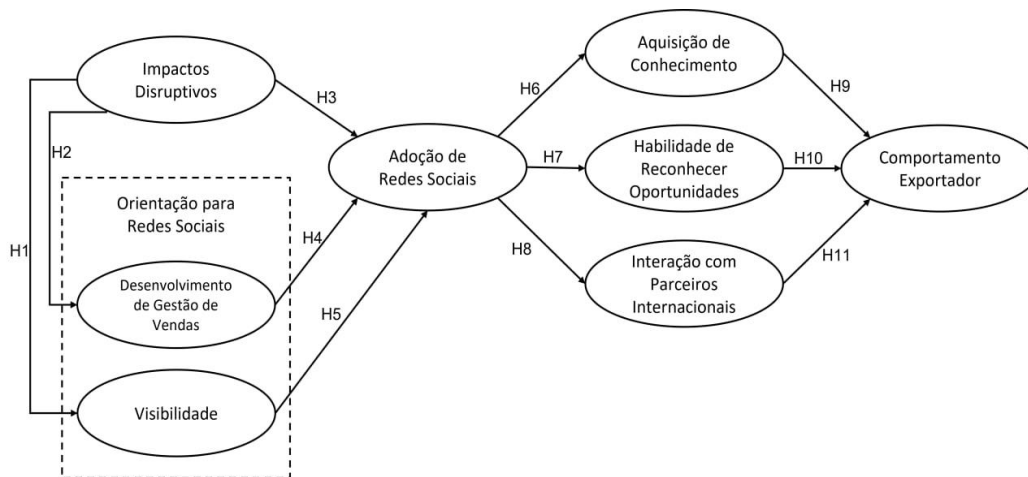 Impactos
Disruptivos
H1
H2
H3
Orientação para
Redes Sociais
Desenvolvimento
de Gestão de
Vendas
Visibilidade
H4
H5
Adoção de
Redes Sociais
H6
H7
H8
Aquisição de
Conhecimento
Habilidade de
Reconhecer
Oportunidades
Interação com
Parceiros
Internacionais
H9
H10
H11
Comportamento
Exportador